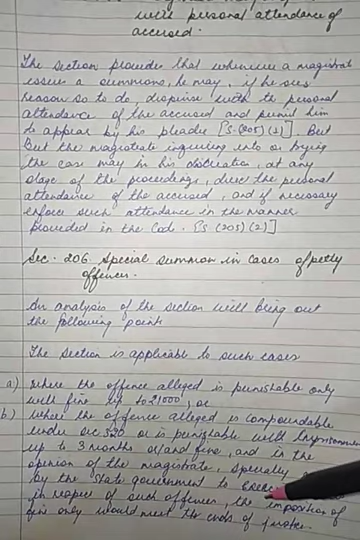 with personal attendance of
accused.
The section provides that whenever a magistrate
issues a summons, he may, if he sees
reason so to do, dispense with the personal
attendance of the accused and permit him
to appear by his pleader [S. (205) (1)]. But
But the magistrate inquiring into or trying
the case may in his discretion, at any
stage of the proceedings, direct the personal
attendance of the accused, and if necessary
enforce such attendance in the manner
provided in the Code. [S (205) (2)]
Sec. 206. Special summon in cases of petty
offences.
An analysis of the section will bring out
the following points
The section is applicable to such cases
a) where the offence alleged is punishable only
with fine up to 1000/, or
b) where the offence alleged is compoundable
under Sec. 320 or is punishable with Imprisonment
up to 3 months or/and fine, and in the
opinion of the magistrate, specially
by the State government to
in respect of such offences, the imposition of
fine only would meet the ends of justice.